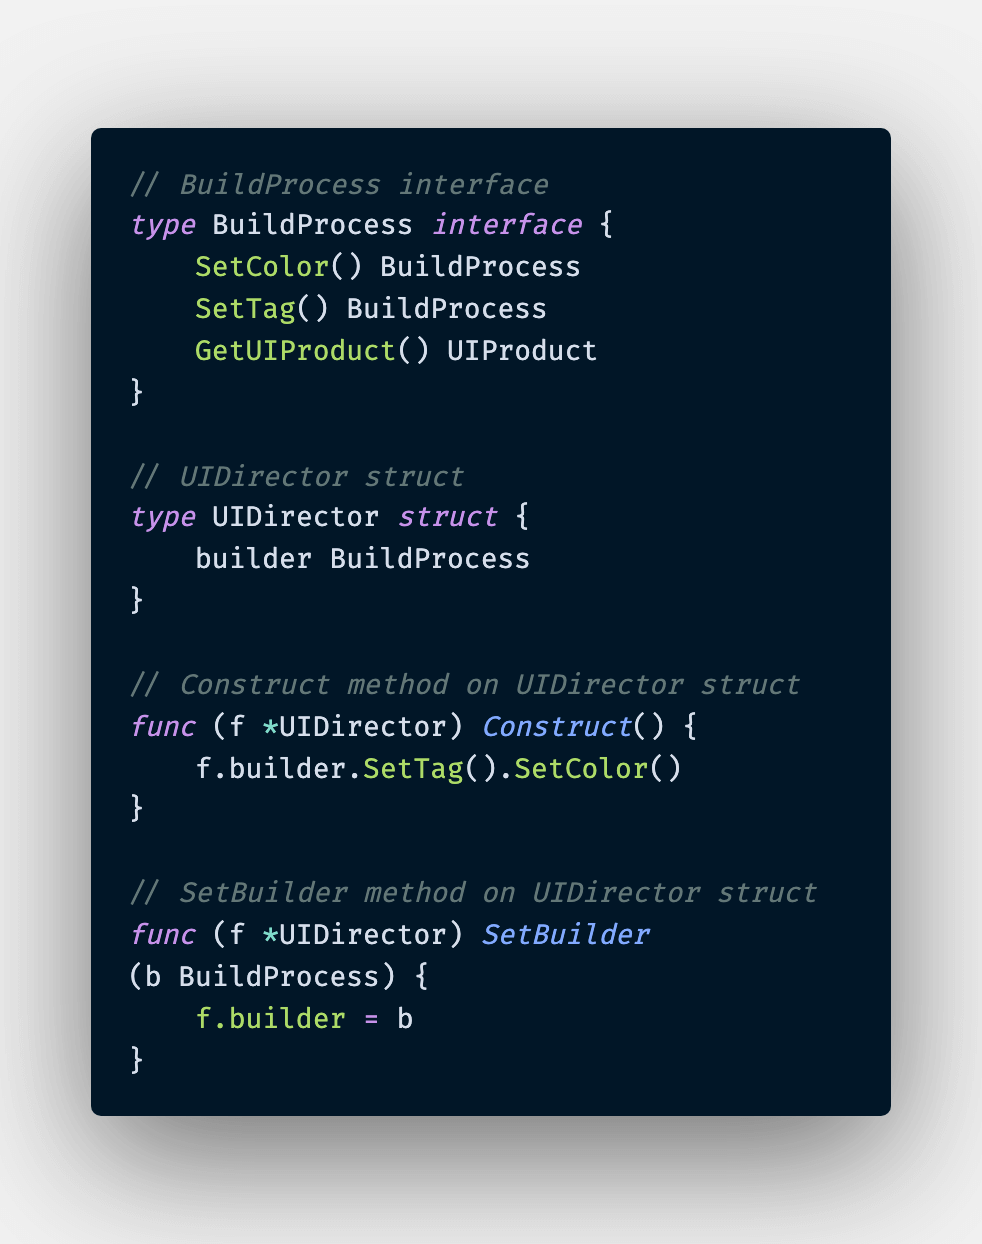 // BuildProcess interface
type BuildProcess interface {
    SetColor() BuildProcess
    SetTag() BuildProcess
    GetUIProduct() UIProduct
}

// UIDirector struct
type UIDirector struct {
    builder BuildProcess
}

// Construct method on UIDirector struct
func (f *UIDirector) Construct() {
    f.builder.SetTag().SetColor()
}

// SetBuilder method on UIDirector struct
func (f *UIDirector) SetBuilder
(b BuildProcess) {
    f.builder = b
}